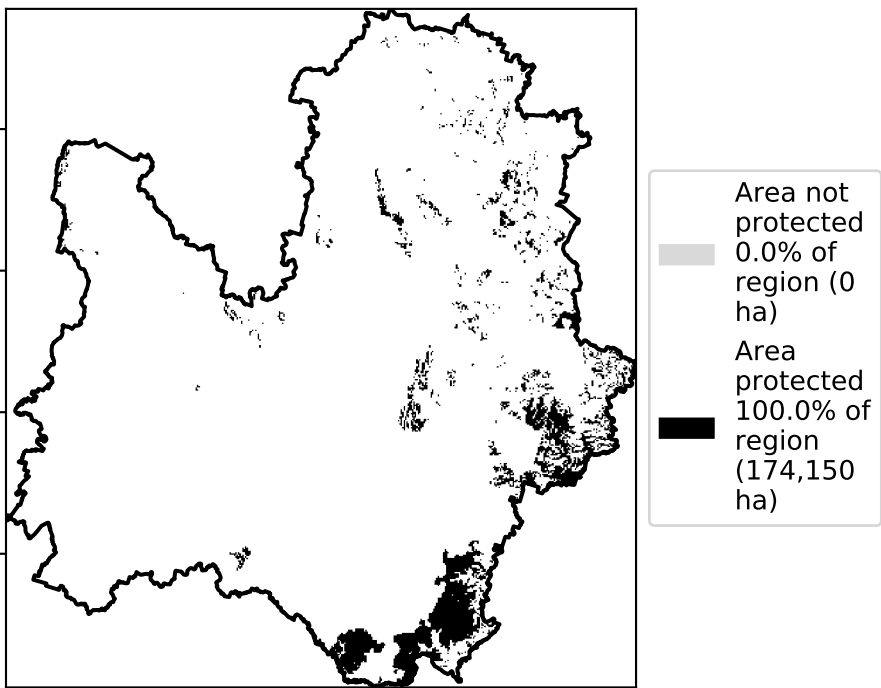 Area not
protected
0.0% of
region (0
ha)
Area
protected
100.0% of
region
(174,150
ha)